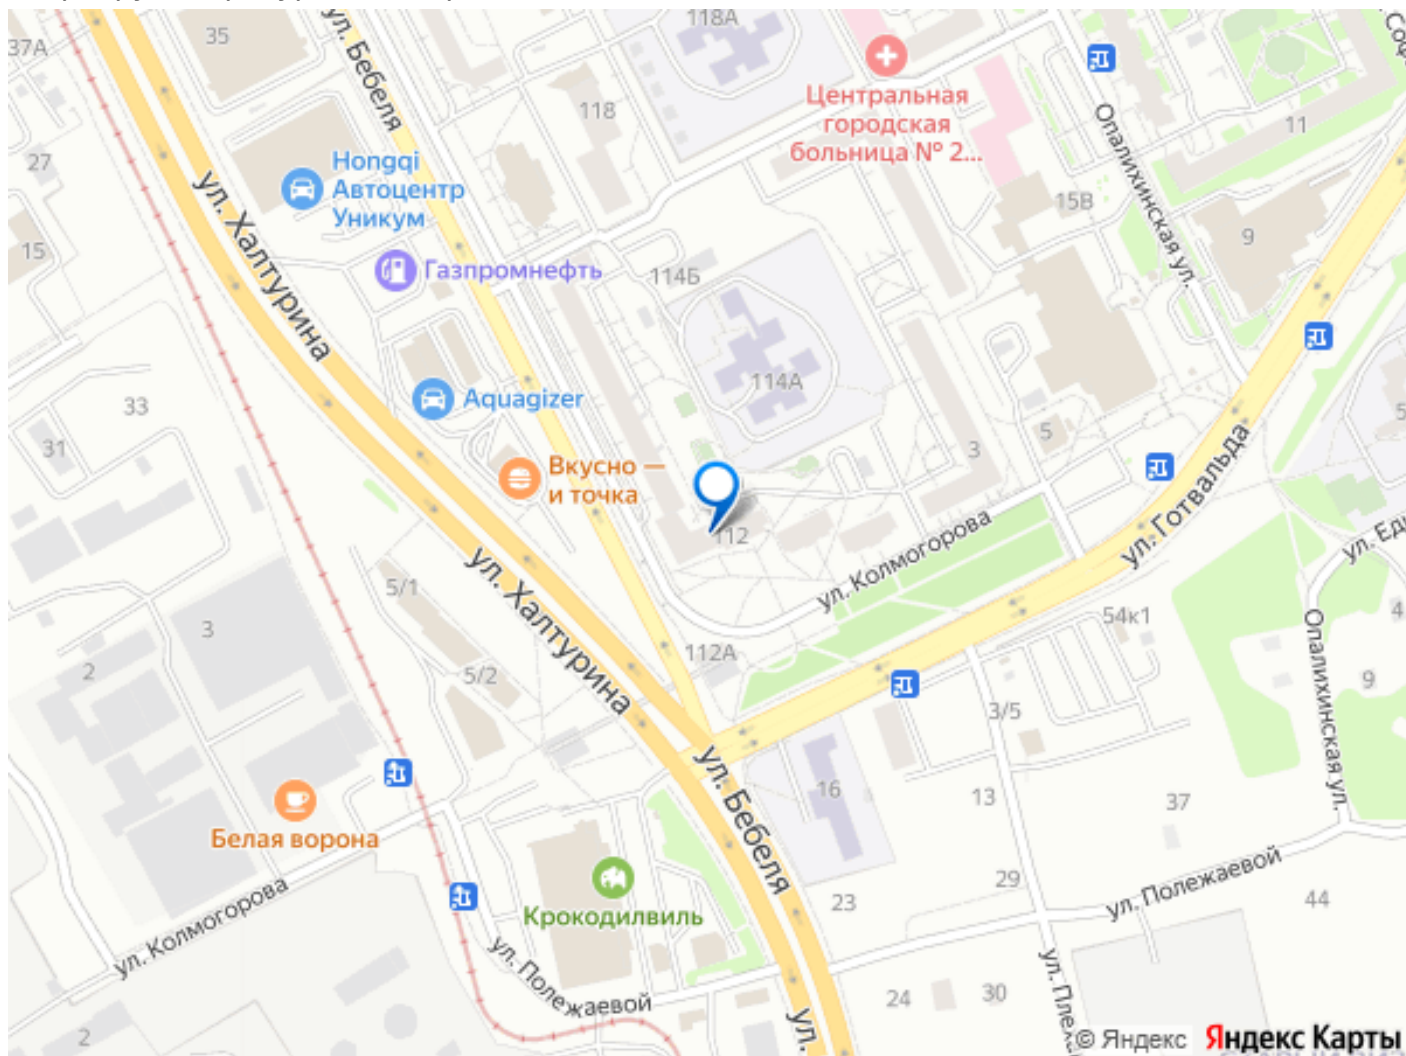 118А
37А
35
ул. Бебеля
118
Центральная
городская
больница № 2...
Опалихинская ул.
11
27
Hongqi
Автоцентр
Уникум
ул. Халтурина
15В
9
15
Газпромнефть
114Б
114А
Aquagizer
33
31
5
3
Вкусно —
и точка
112
ул. Готвальда
ул. Колмогорова
ул. Халтурина
5/1
3
2
5/2
112А
54к1
4
Опалихинская ул.
9
3/5
ул. Бебеля
16
13
37
Белая ворона
Крокодилвиль
23
29
ул. Полежаевой
44
ул. Колмогорова
ул. Полежаевой
24
30
2
ул.
© Яндекс
Яндекс Карты